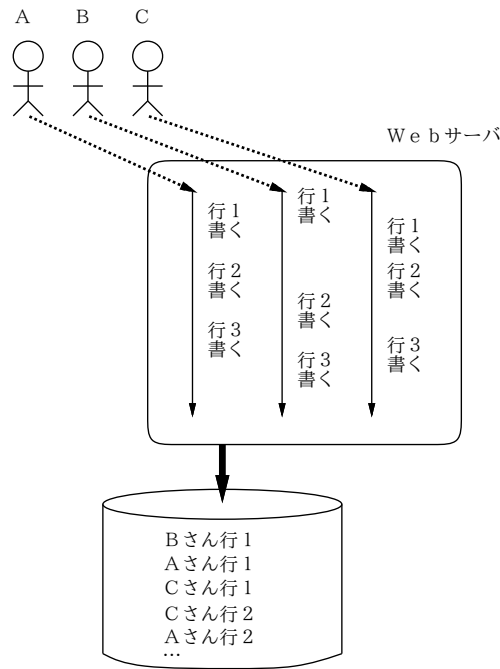 A B C
Ｗｅｂサーバ
行１
書く
行２
書く
行３
書く
行１
書く
行２
書く
行３
書く
行１
書く
行２
書く
行３
書く
Ｂさん行１
Ａさん行１
Ｃさん行１
Ｃさん行２
Ａさん行２
…